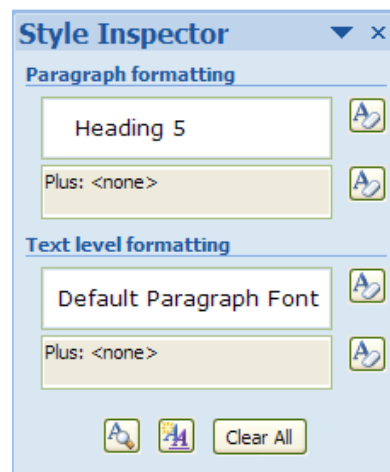 Style Inspector
Paragraph formatting
Heading 5
Plus: <none>
Text level formatting
Default Paragraph Font
Plus: <none>
Clear All